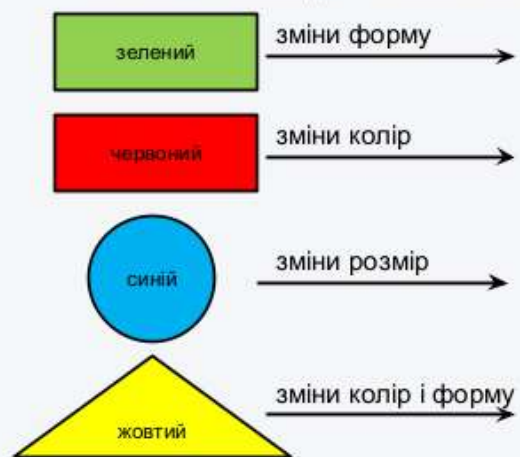 зелений
зміни форму
червоний
зміни колір
синій
зміни розмір
жовтий
зміни колір і форму